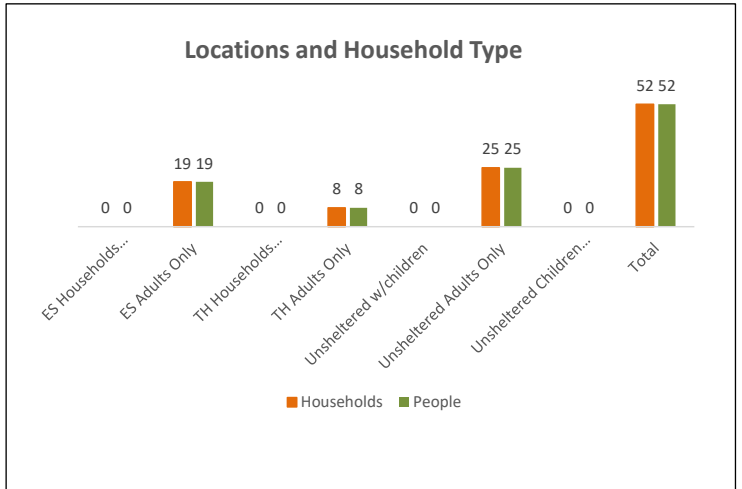 Locations and Household Type
52 52
25 25
19 19
8 8
0 0
0 0
0 0
0 0
ES Households...
ES Adults Only
TH Households...
TH Adults Only
Unsheltered w/children
Unsheltered Adults Only
Unsheltered Children...
Total
Households People